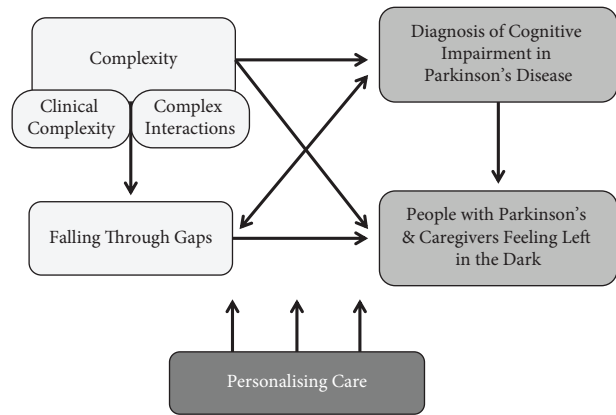 Complexity
Clinical
Complexity
Complex
Interactions
Diagnosis of Cognitive
Impairment in
Parkinson's Disease
Falling Through Gaps
People with Parkinson's
& Caregivers Feeling Left
in the Dark
Personalising Care